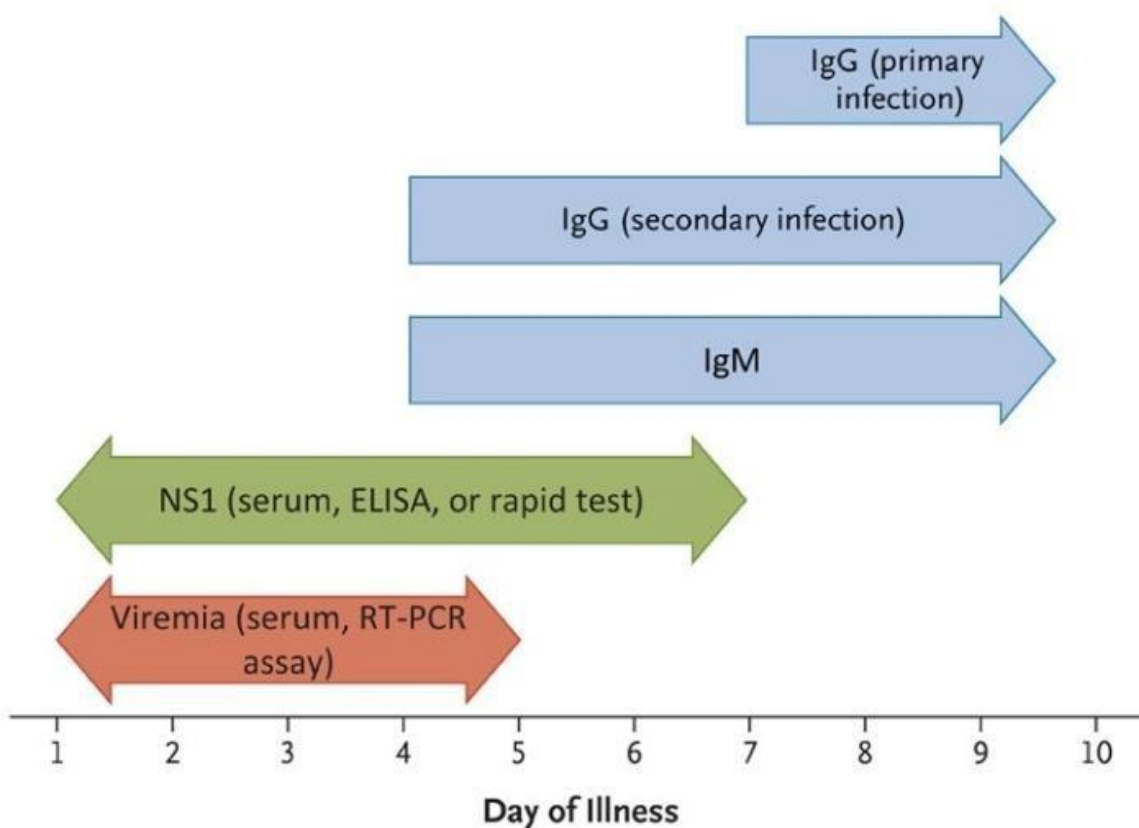 IgG (primary
infection)
IgG (secondary infection)
IgM
NS1 (serum, ELISA, or rapid test)
Viremia (serum, RT-PCR
assay)
1 2 3 4 5 6 7 8 9 10
Day of Illness